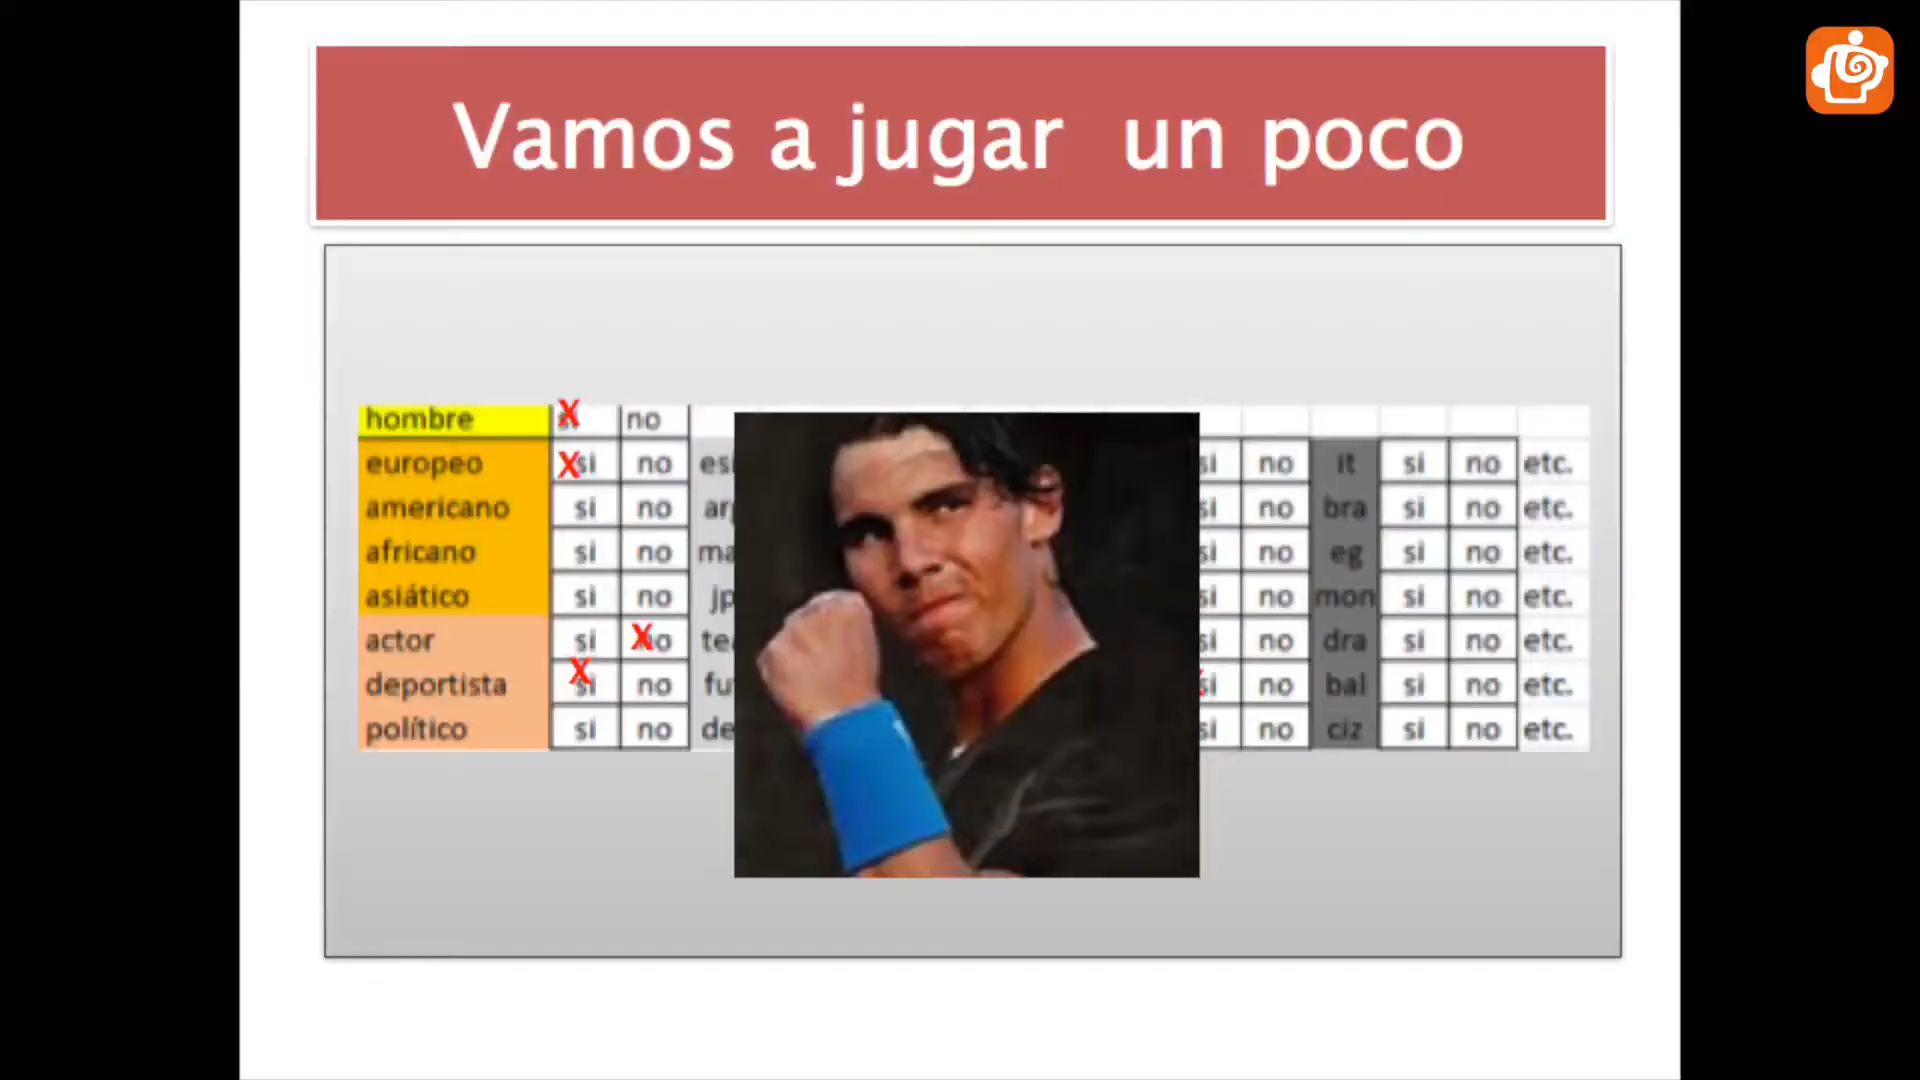 Vamos a jugar un poco
hombre no
europeo si no si no it si no etc.
americano si no si no bra si no etc.
africano si no si no eg si no etc.
asiático si no si no mon si no etc.
actor si no si no dra si no etc.
deportista si no si no bal si no etc.
político si no si no ciz si no etc.